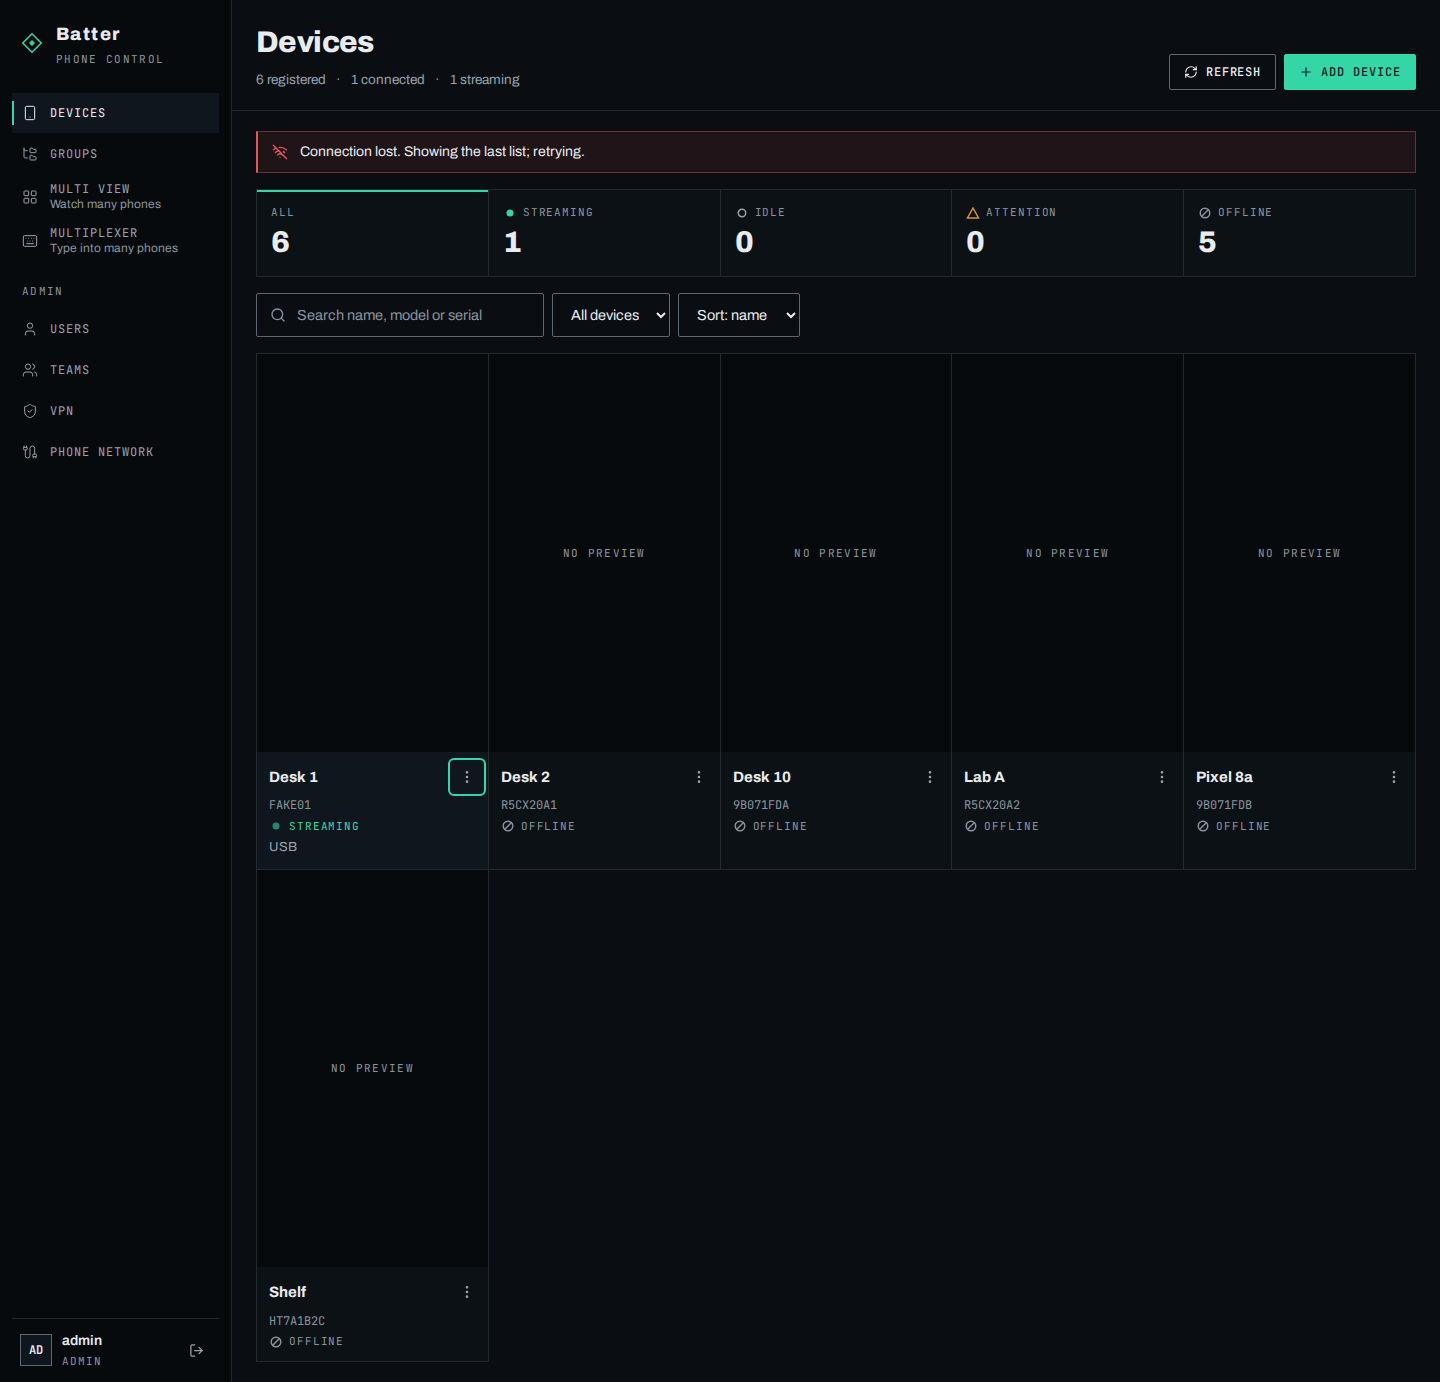 Batter
PHONE CONTROL
DEVICES
GROUPS
MULTI VIEW
Watch many phones
MULTIPLEXER
Type into many phones
ADMIN
USERS
TEAMS
VPN
PHONE NETWORK
AD
admin
ADMIN
Devices
6 registered · 1 connected · 1 streaming
REFRESH
ADD DEVICE
Connection lost. Showing the last list; retrying.
ALL
6
STREAMING
1
IDLE
0
ATTENTION
0
OFFLINE
5
Search name, model or serial
All devices
Sort: name
Desk 1
FAKE01
STREAMING
USB
NO PREVIEW
Desk 2
R5CX20A1
OFFLINE
NO PREVIEW
Desk 10
9B071FDA
OFFLINE
NO PREVIEW
Lab A
R5CX20A2
OFFLINE
NO PREVIEW
Pixel 8a
9B071FDB
OFFLINE
NO PREVIEW
Shelf
HT7A1B2C
OFFLINE